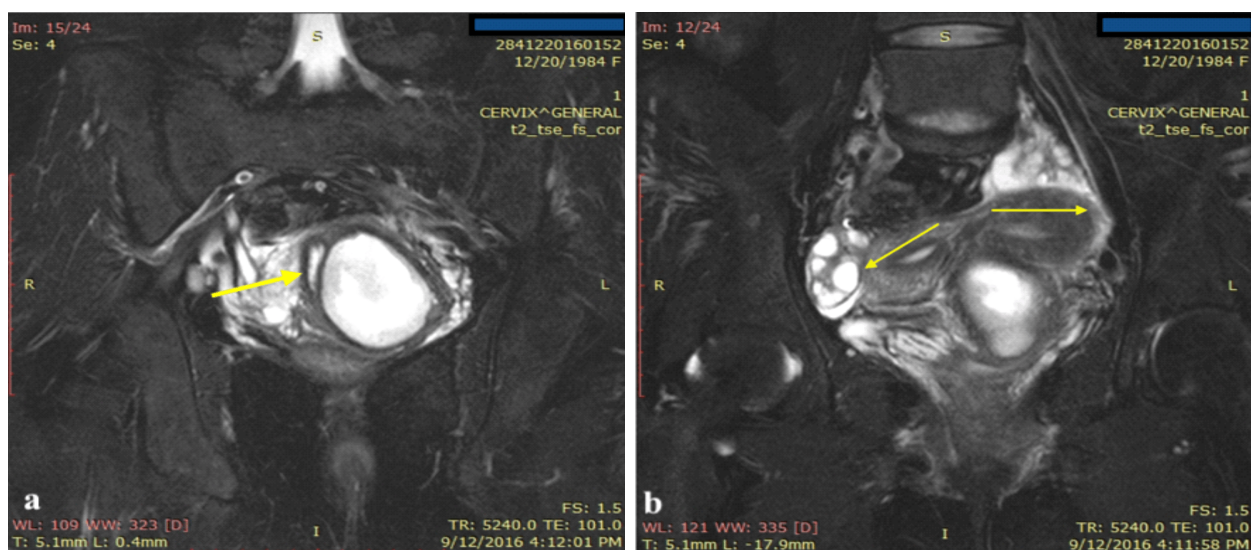 Im: 15/24
Se: 4
S
2841220160152
12/20/1984 F
1
CERVIX^GENERAL
t2_tse_fs_cor
R
L
a
WL: 109 WW: 323 [D]
T: 5.1mm L: 0.4mm
I
FS: 1.5
TR: 5240.0 TE: 101.0
9/12/2016 4:12:01 PM
Im: 12/24
Se: 4
S
2841220160152
12/20/1984 F
1
CERVIX^GENERAL
t2_tse_fs_cor
R
L
b
WL: 121 WW: 335 [D]
T: 5.1mm L: -17.9mm
I
FS: 1.5
TR: 5240.0 TE: 101.0
9/12/2016 4:11:58 PM